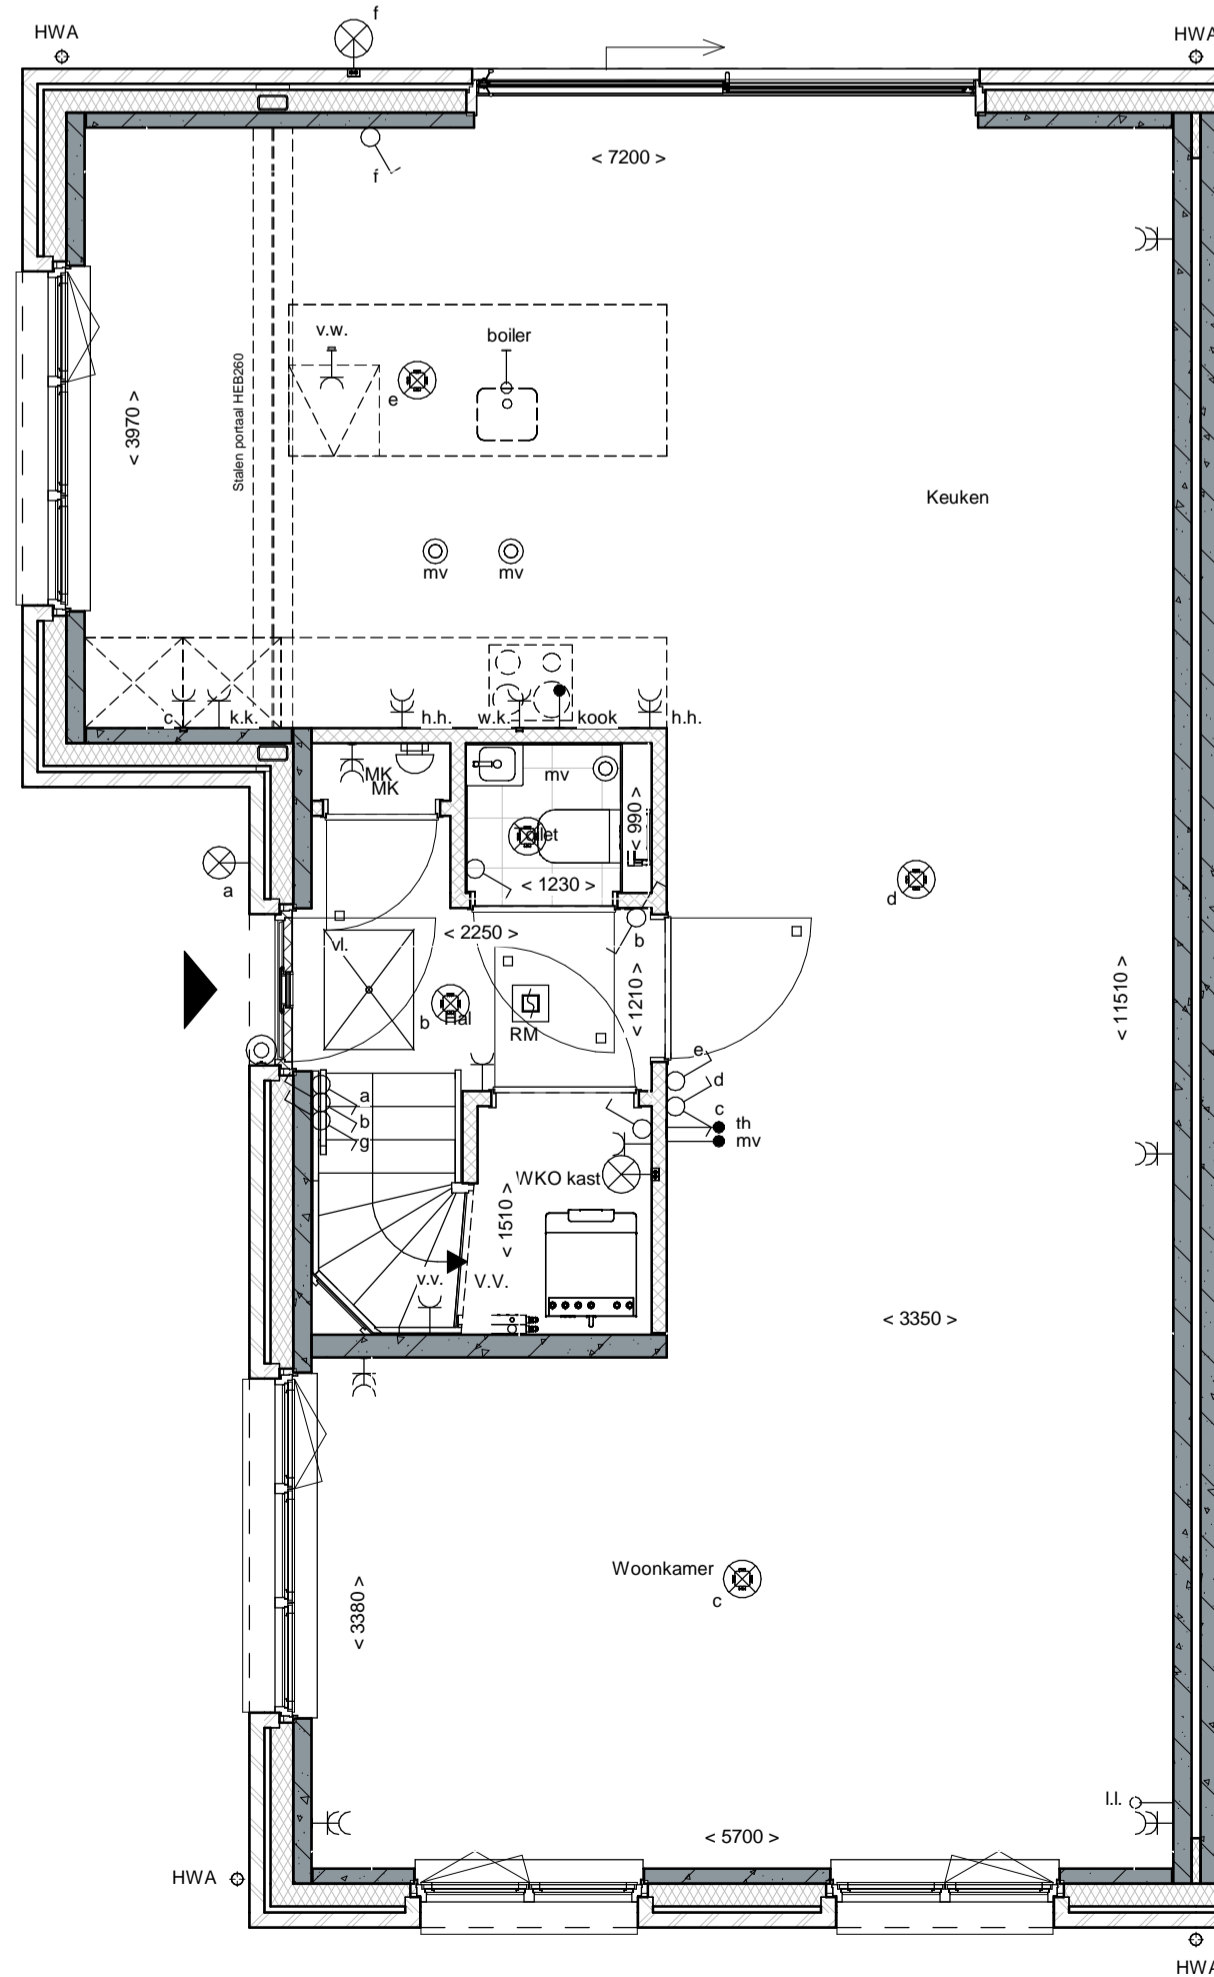 f
HWA
HWA
< 7200 >
f
v.w.
boiler
e
< 3970 >
Stalen portaal HEB260
Keuken
mv
mv
c
k.k.
h.h.
w.k.
kook
h.h.
MK
MK
mv
< 990 >
a
< 1230 >
d
vl.
< 2250 >
b
< 1210 >
< 11510 >
b
Hal
RM
e
a
d
b
c
th
g
mv
WKO kast
< 1510 >
v.v.
V.V.
< 3350 >
Woonkamer
c
< 3380 >
l.l.
< 5700 >
HWA
HWA